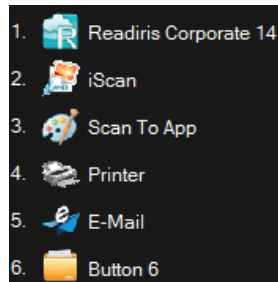 1. Readiris Corporate 14
2. iScan
3. Scan To App
4. Printer
5. E-Mail
6. Button 6